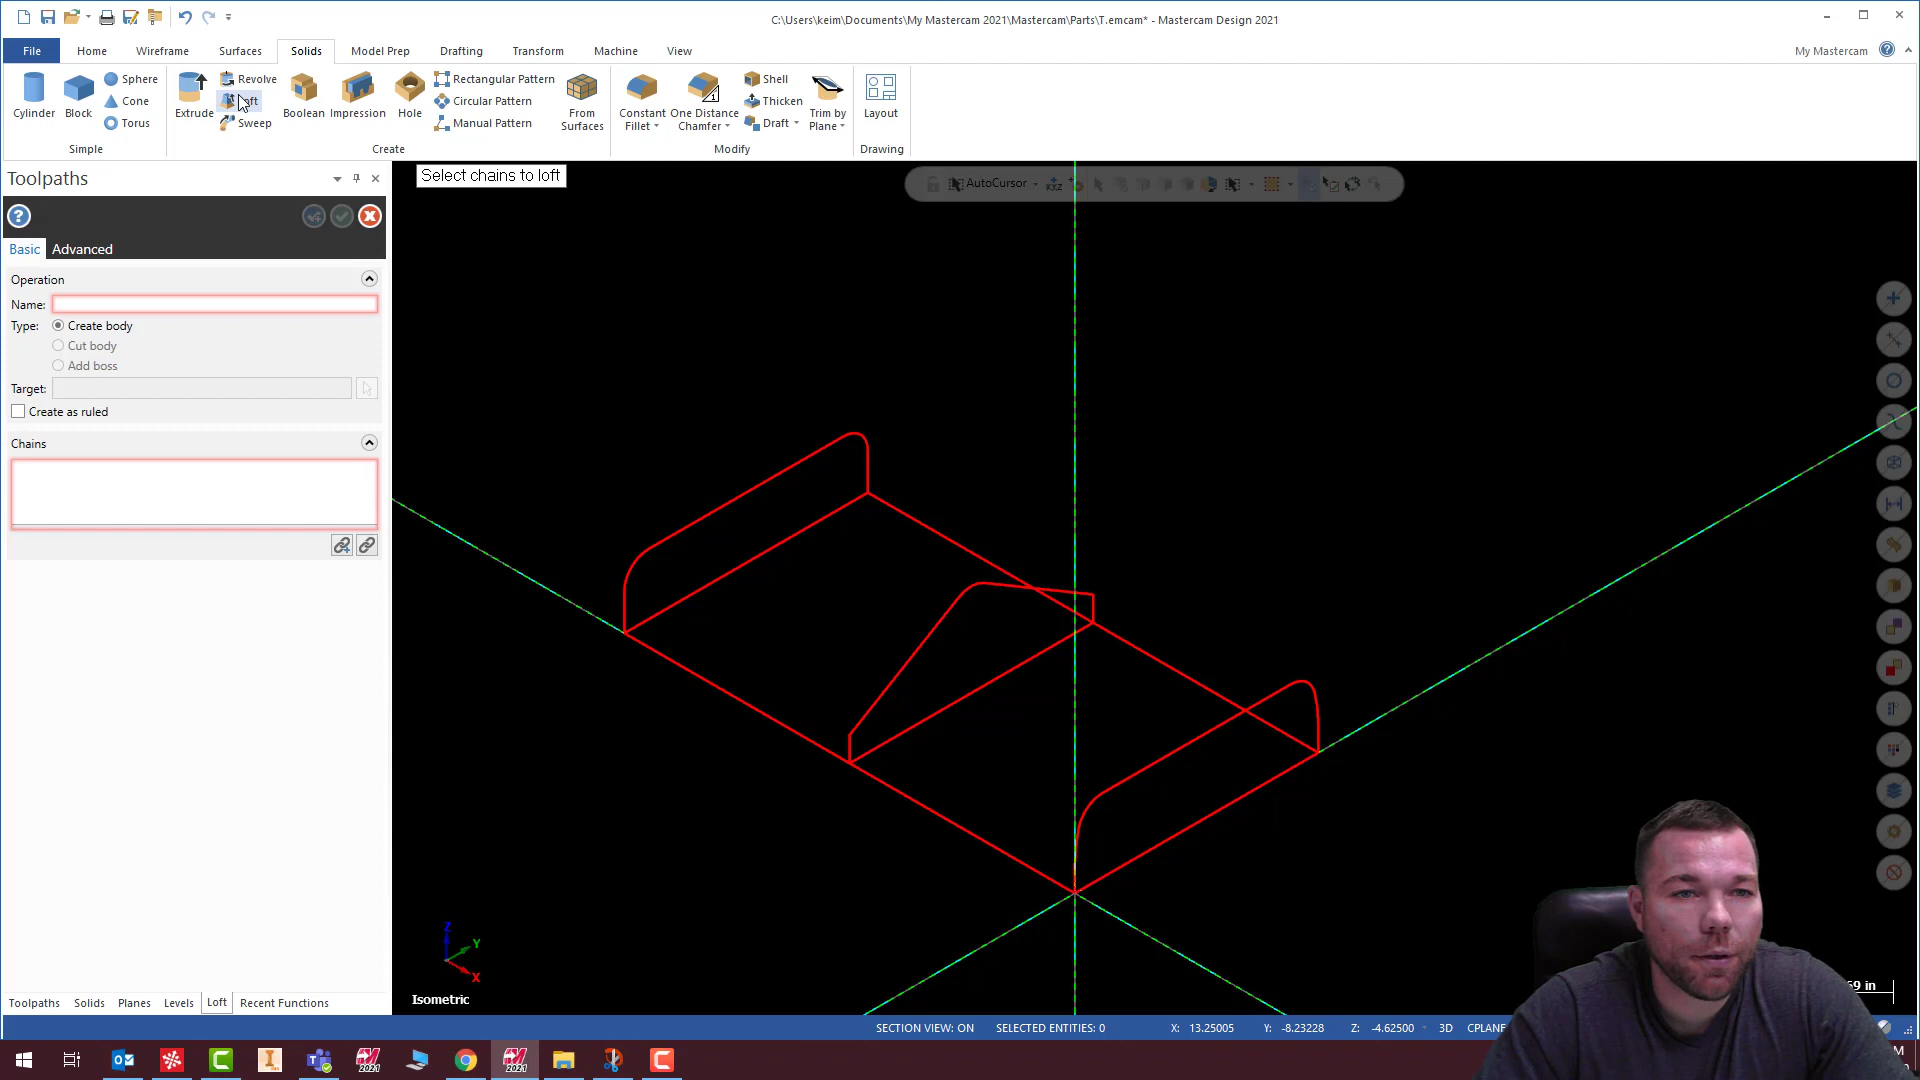 C:\Users\keim\Documents\My Mastercam 2021\Mastercam\Parts\T.emcam* - Mastercam Design 2021
File Home Wireframe Surfaces Solids Model Prep Drafting Transform Machine View My Mastercam
Cylinder Block Sphere Cone Torus
Simple
Extrude Revolve Sweep Boolean Impression Hole Rectangular Pattern Circular Pattern Manual Pattern From Surfaces
Create
Constant Fillet One Distance Chamfer Shell Thicken Draft Trim by Plane
Modify
Layout
Drawing
Toolpaths
Select chains to loft
AutoCursor
Basic Advanced
Operation
Name:
Type: Create body
Cut body
Add boss
Target:
Create as ruled
Chains
Z
Y
X
Isometric
in
Toolpaths Solids Planes Levels Loft Recent Functions
SECTION VIEW: ON SELECTED ENTITIES: 0 X: 13.25005 Y: -8.23228 Z: -4.62500 3D CPLANE
2021
2021